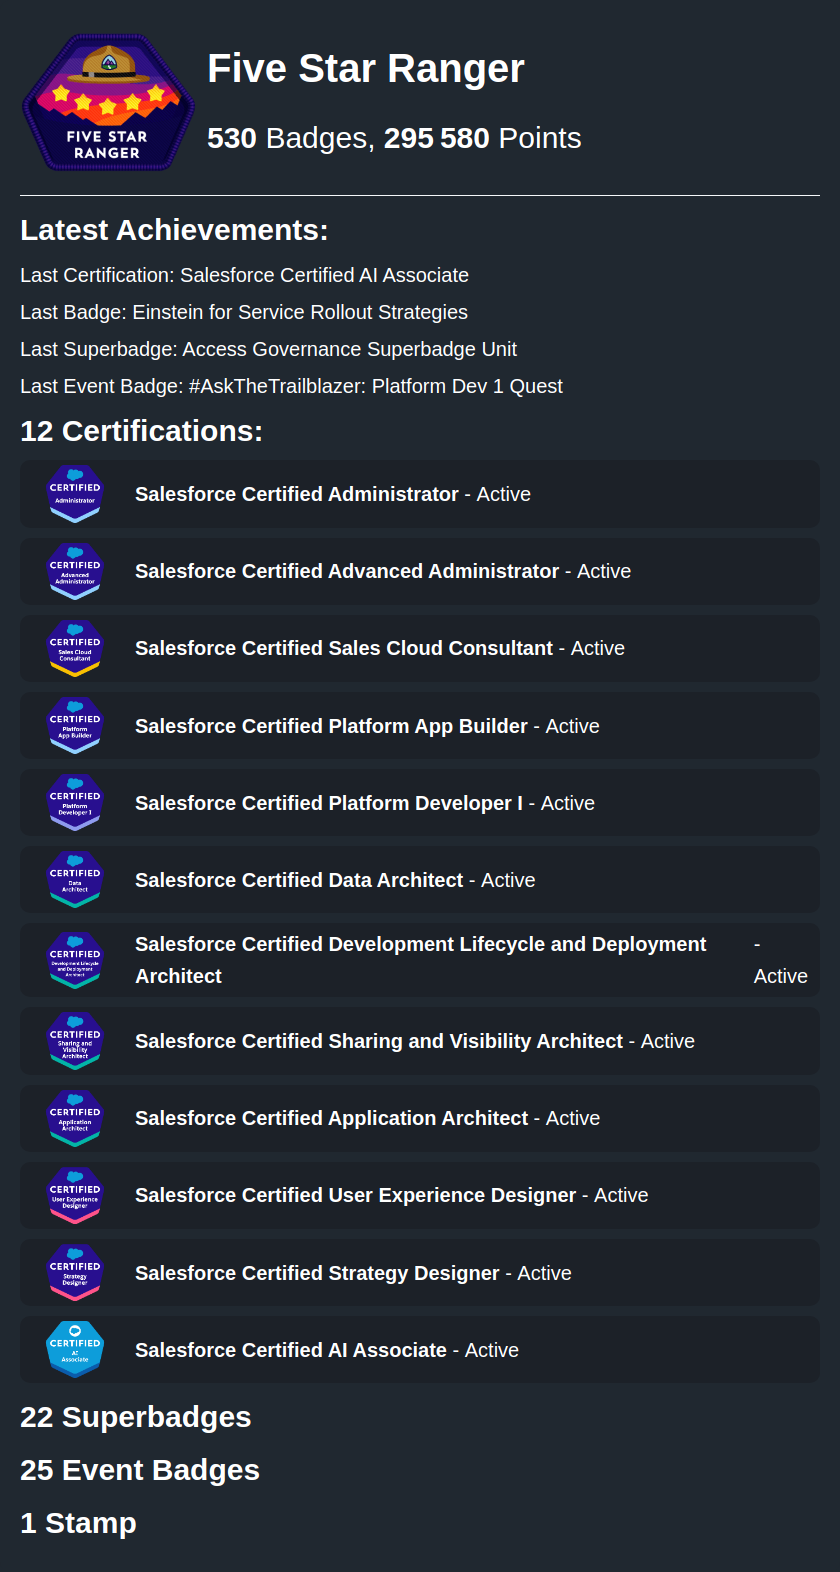 FIVE STAR
RANGER
Five Star Ranger
530 Badges, 295 580 Points
Latest Achievements:
Last Certification: Salesforce Certified AI Associate
Last Badge: Einstein for Service Rollout Strategies
Last Superbadge: Access Governance Superbadge Unit
Last Event Badge: #AskTheTrailblazer: Platform Dev 1 Quest
12 Certifications:
CERTIFIED
Administrator
Salesforce Certified Administrator - Active
CERTIFIED
Advanced
Administrator
Salesforce Certified Advanced Administrator - Active
CERTIFIED
Sales Cloud
Consultant
Salesforce Certified Sales Cloud Consultant - Active
CERTIFIED
Platform
App Builder
Salesforce Certified Platform App Builder - Active
CERTIFIED
Platform
Developer I
Salesforce Certified Platform Developer I - Active
CERTIFIED
Data
Architect
Salesforce Certified Data Architect - Active
CERTIFIED
Development Lifecycle
and Deployment
Architect
Salesforce Certified Development Lifecycle and Deployment -
Architect Active
CERTIFIED
Sharing and
Visibility
Architect
Salesforce Certified Sharing and Visibility Architect - Active
CERTIFIED
Application
Architect
Salesforce Certified Application Architect - Active
CERTIFIED
User Experience
Designer
Salesforce Certified User Experience Designer - Active
CERTIFIED
Strategy
Designer
Salesforce Certified Strategy Designer - Active
CERTIFIED
AI
Associate
Salesforce Certified AI Associate - Active
22 Superbadges
25 Event Badges
1 Stamp